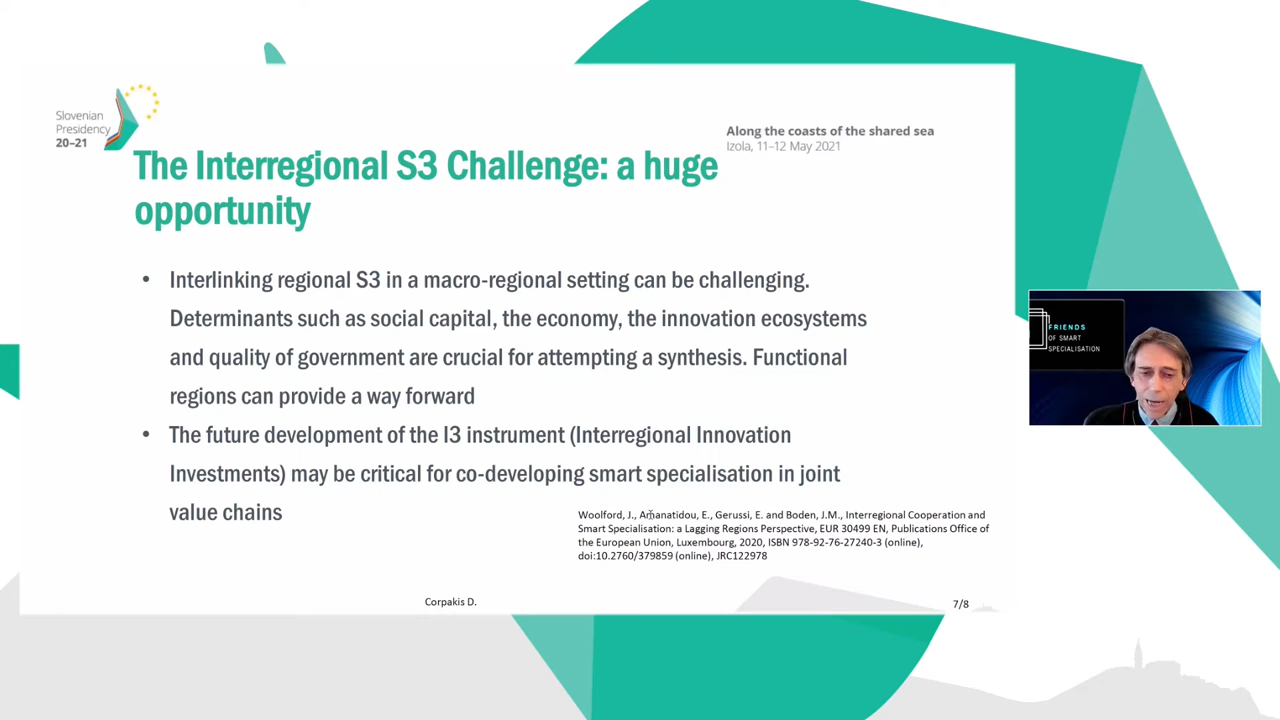 Slovenian
Presidency
20–21
Along the coasts of the shared sea
Izola, 11–12 May 2021
The Interregional S3 Challenge: a huge
opportunity
• Interlinking regional S3 in a macro-regional setting can be challenging.
Determinants such as social capital, the economy, the innovation ecosystems
and quality of government are crucial for attempting a synthesis. Functional
regions can provide a way forward
• The future development of the I3 instrument (Interregional Innovation
Investments) may be critical for co-developing smart specialisation in joint
value chains
Woolford, J., Amanatidou, E., Gerussi, E. and Boden, J.M., Interregional Cooperation and
Smart Specialisation: a Lagging Regions Perspective, EUR 30499 EN, Publications Office of
the European Union, Luxembourg, 2020, ISBN 978-92-76-27240-3 (online),
doi:10.2760/379859 (online), JRC122978
Corpakis D.
7/8
FRIENDS
OF SMART
SPECIALISATION